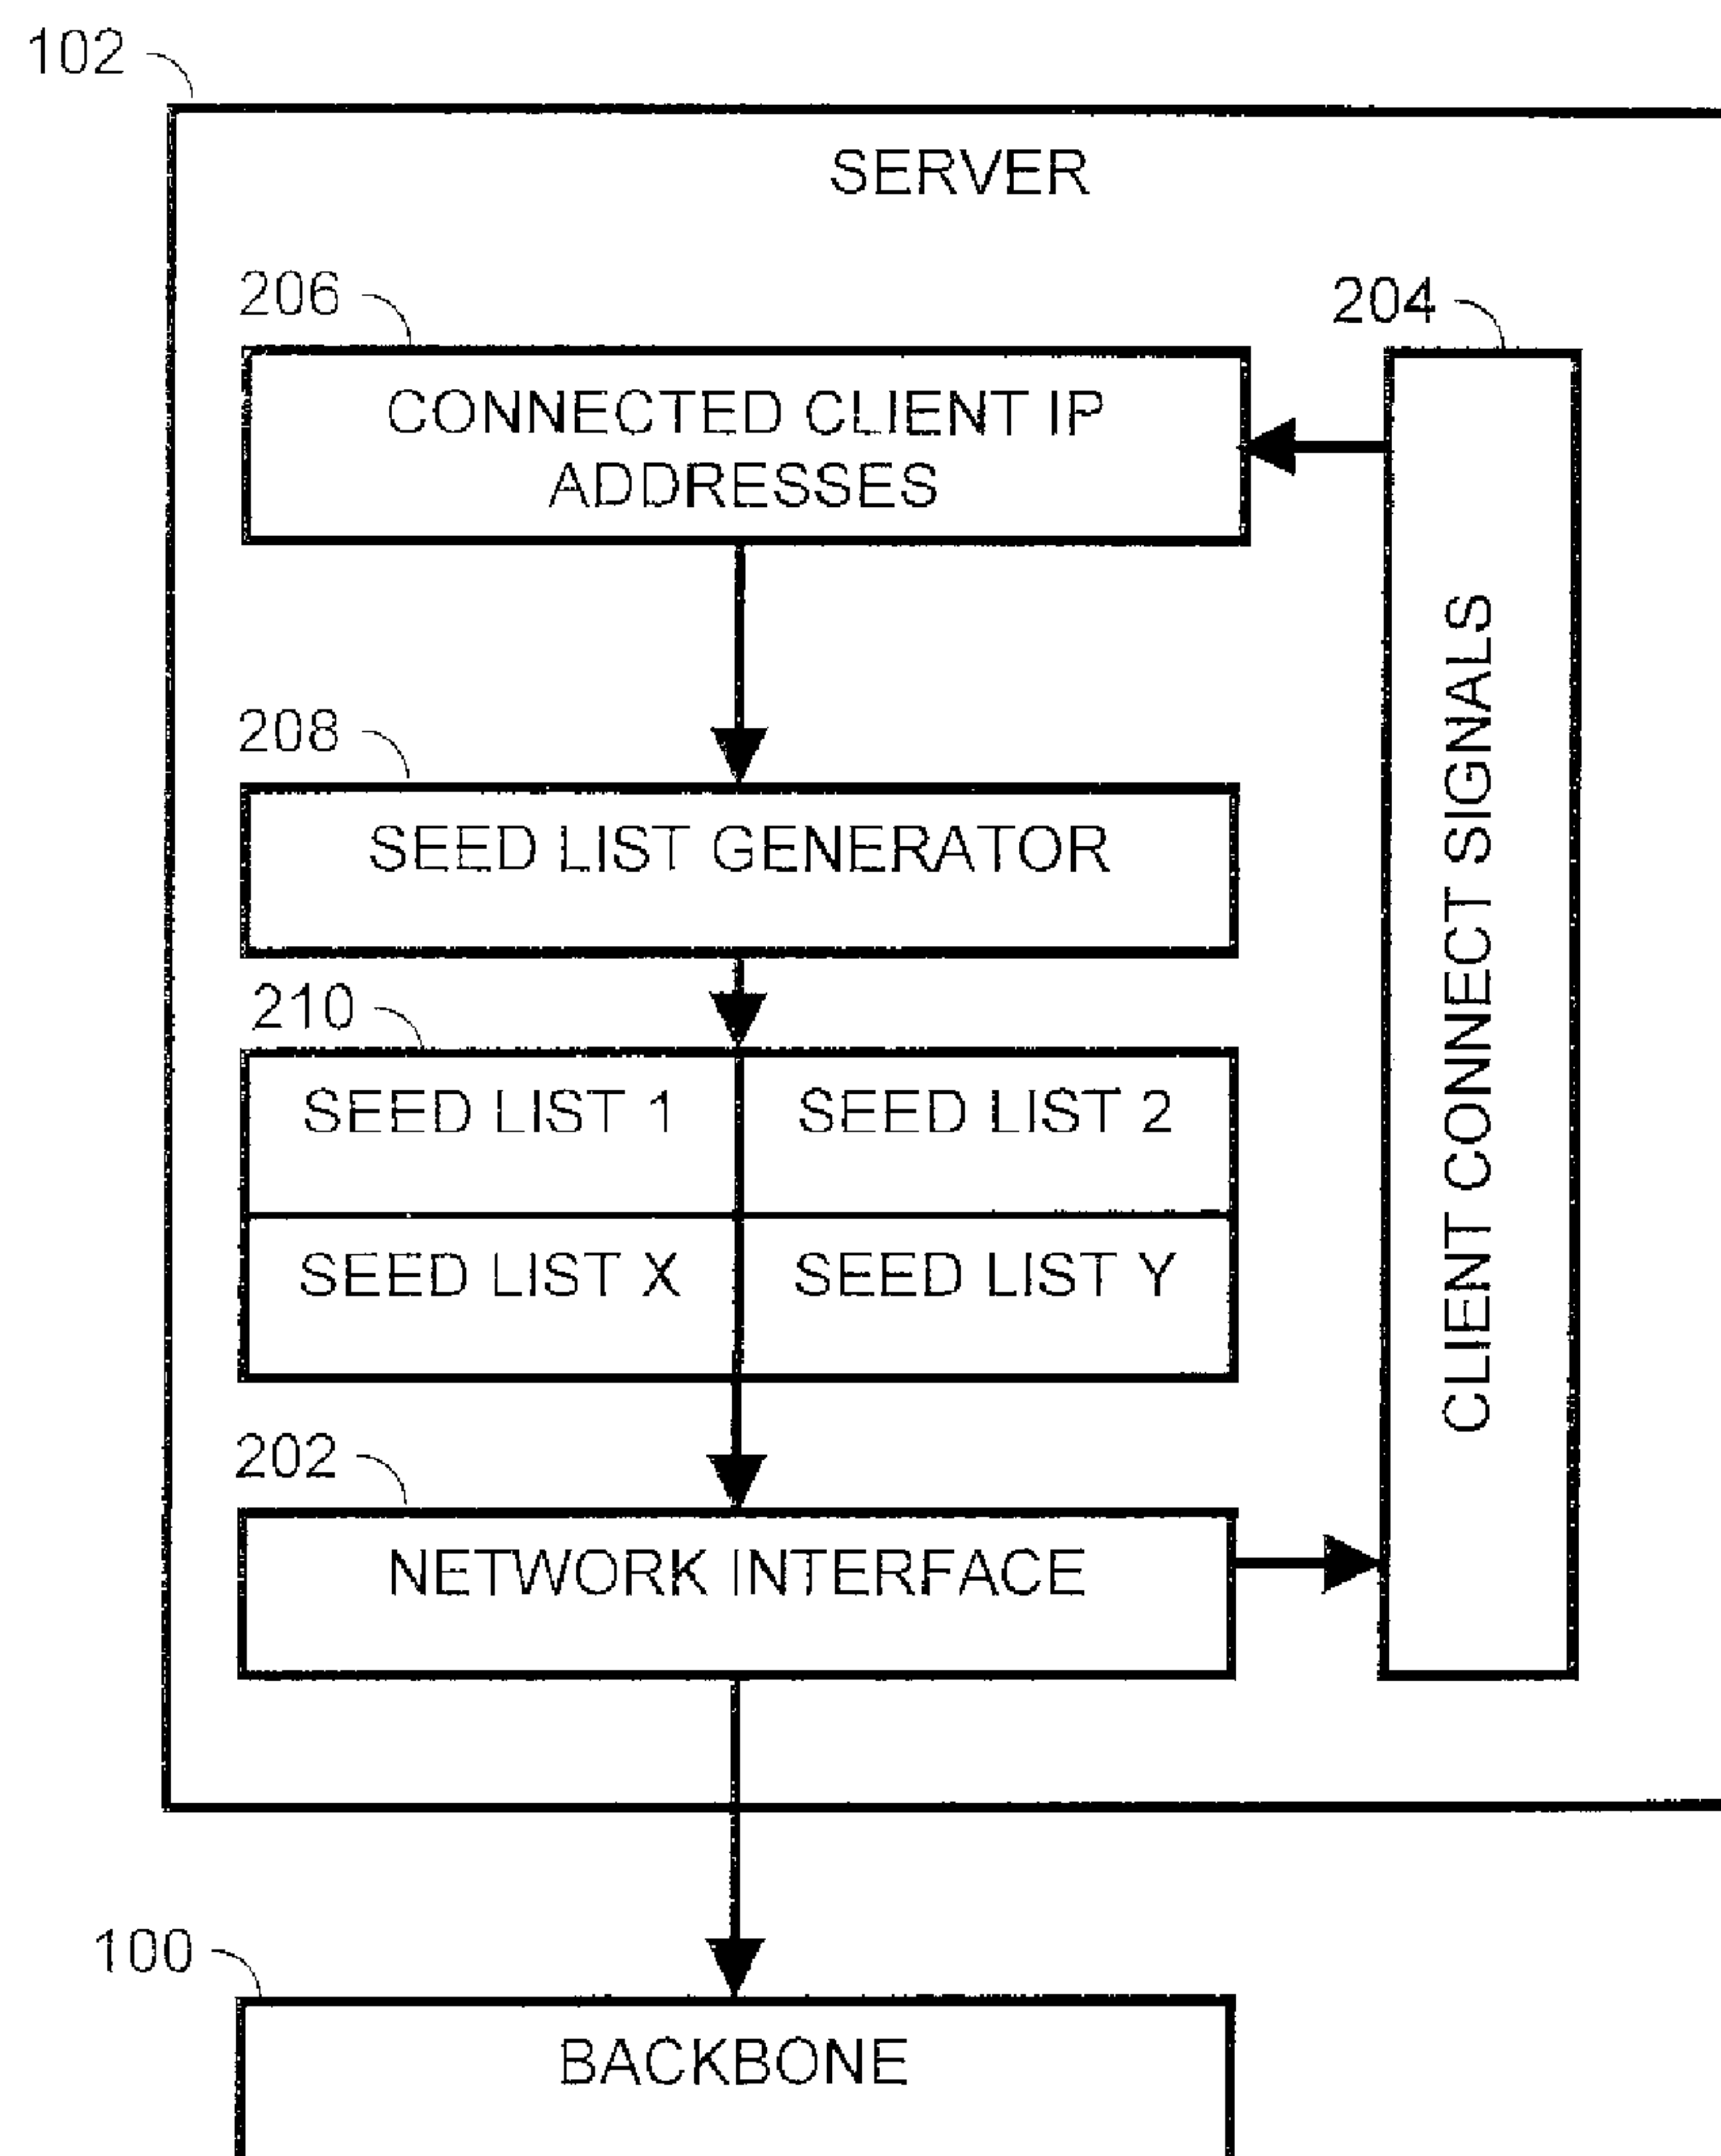 102
SERVER
206
204
CONNECTED CLIENT IP
ADDRESSES
CLIENT CONNECT SIGNALS
208
SEED LIST GENERATOR
210
SEED LIST 1
SEED LIST 2
SEED LIST X
SEED LIST Y
202
NETWORK INTERFACE
100
BACKBONE